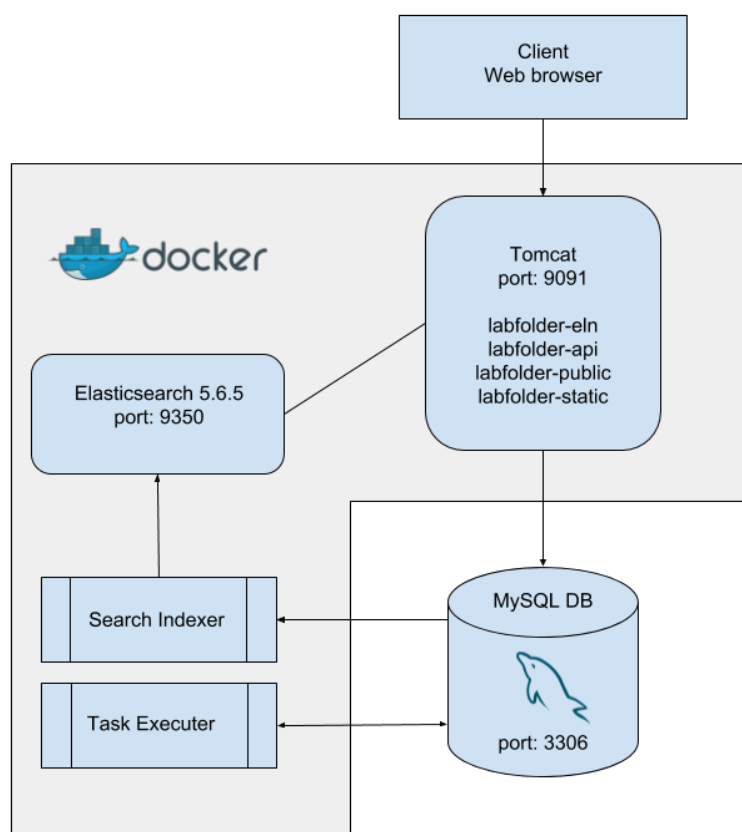 Client
Web browser
docker
Tomcat
port: 9091
labfolder-eln
labfolder-api
labfolder-public
labfolder-static
Elasticsearch 5.6.5
port: 9350
MySQL DB
Search Indexer
Task Executer
port: 3306